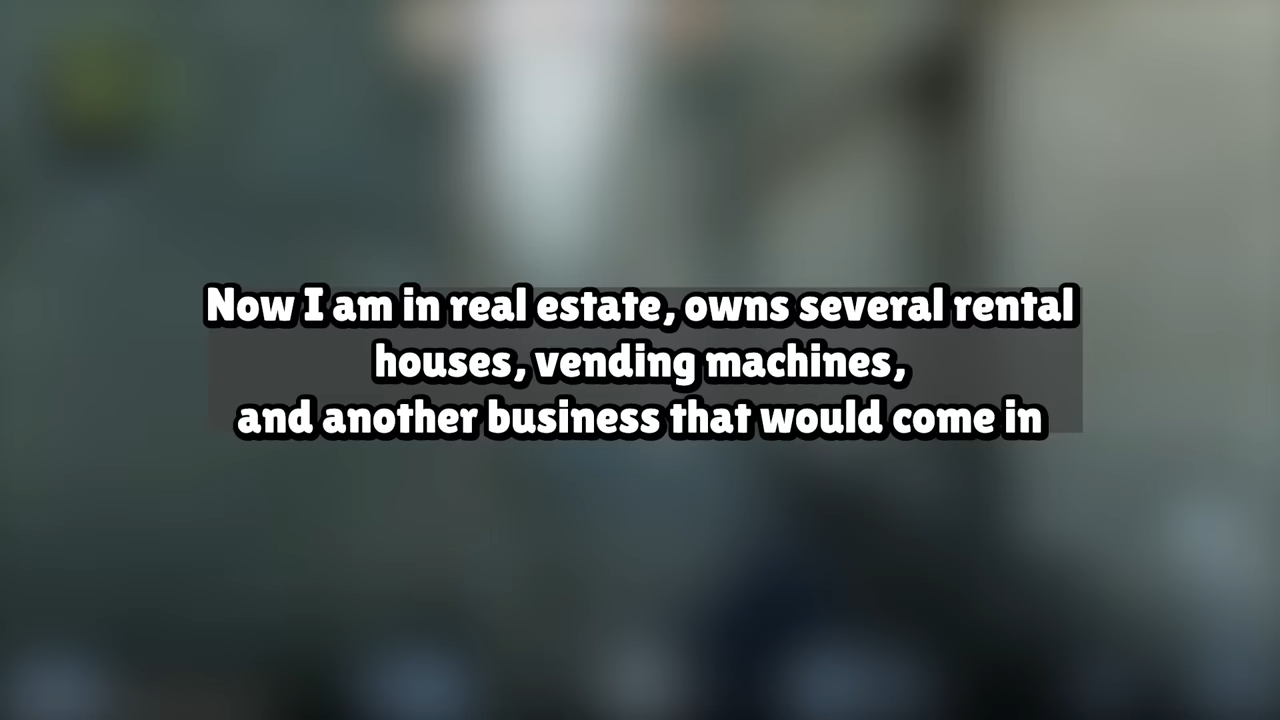 Now I am in real estate, owns several rental
houses, vending machines,
and another business that would come in